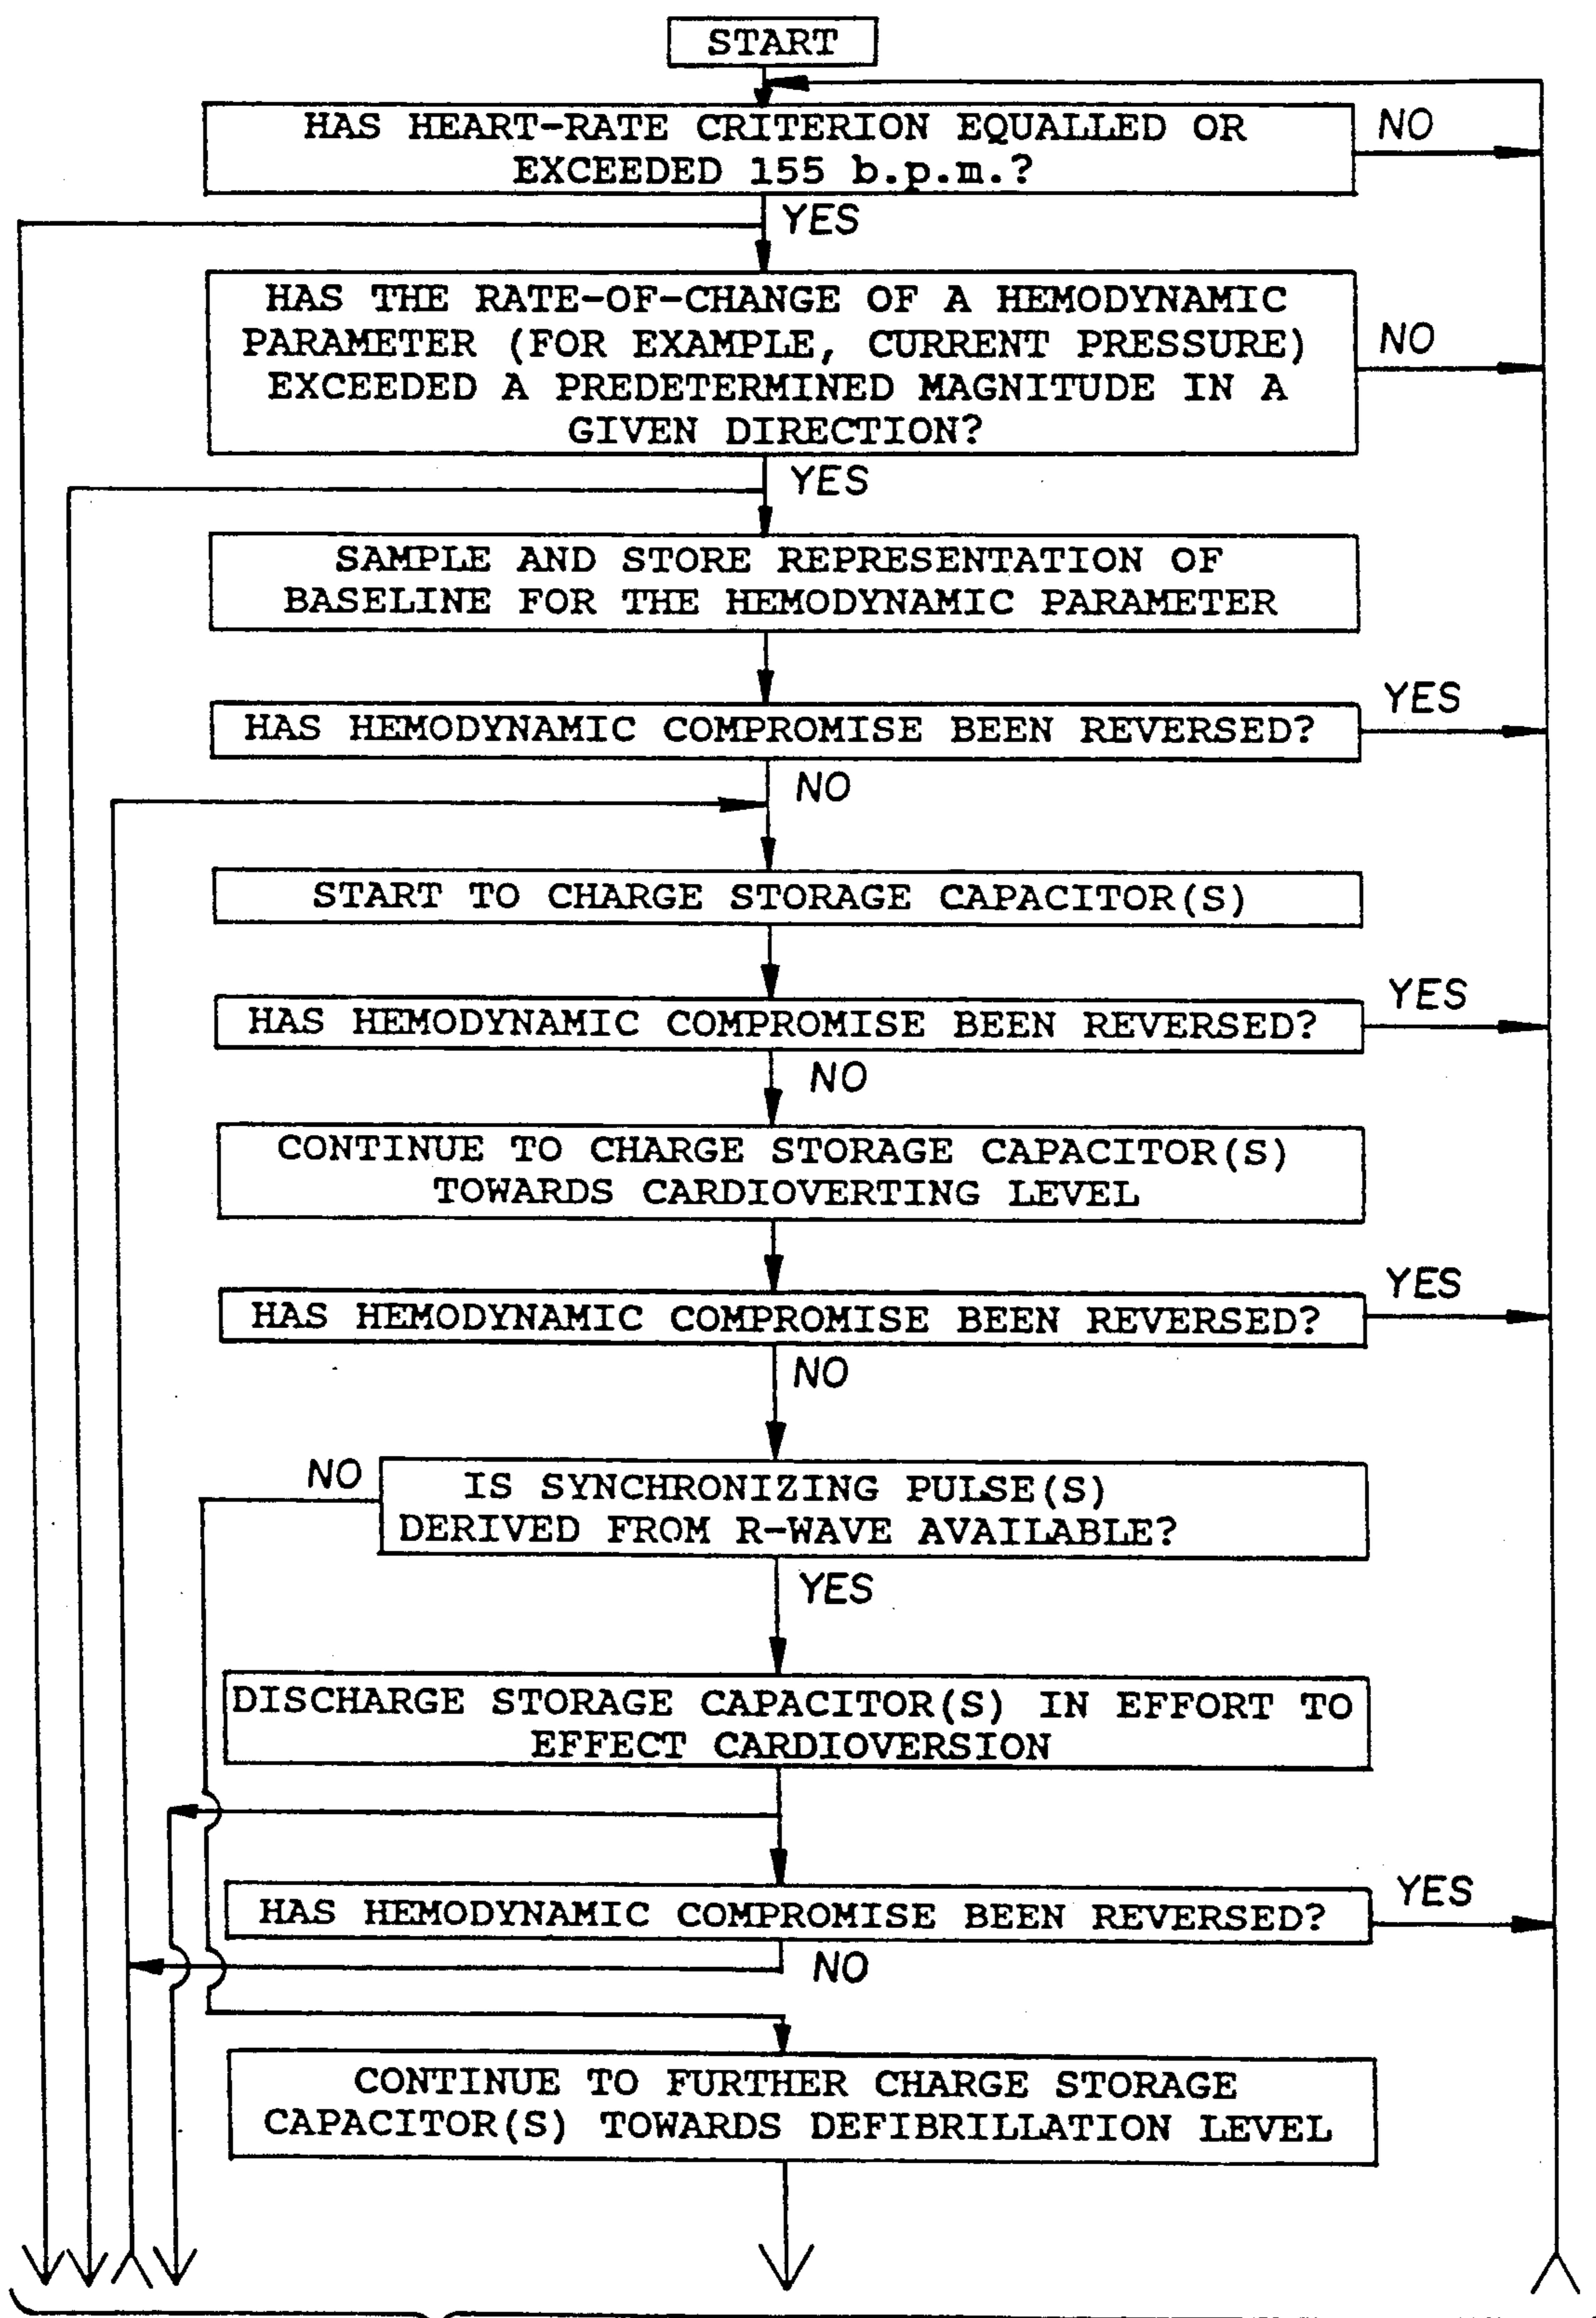 START
HAS HEART-RATE CRITERION EQUALLED OR
EXCEEDED 155 b.p.m.?
NO
YES
HAS THE RATE-OF-CHANGE OF A HEMODYNAMIC
PARAMETER (FOR EXAMPLE, CURRENT PRESSURE)
EXCEEDED A PREDETERMINED MAGNITUDE IN A
GIVEN DIRECTION?
NO
YES
SAMPLE AND STORE REPRESENTATION OF
BASELINE FOR THE HEMODYNAMIC PARAMETER
HAS HEMODYNAMIC COMPROMISE BEEN REVERSED?
YES
NO
START TO CHARGE STORAGE CAPACITOR(S)
HAS HEMODYNAMIC COMPROMISE BEEN REVERSED?
YES
NO
CONTINUE TO CHARGE STORAGE CAPACITOR(S)
TOWARDS CARDIOVERTING LEVEL
HAS HEMODYNAMIC COMPROMISE BEEN REVERSED?
YES
NO
NO
IS SYNCHRONIZING PULSE(S)
DERIVED FROM R-WAVE AVAILABLE?
YES
DISCHARGE STORAGE CAPACITOR(S) IN EFFORT TO
EFFECT CARDIOVERSION
HAS HEMODYNAMIC COMPROMISE BEEN REVERSED?
YES
NO
CONTINUE TO FURTHER CHARGE STORAGE
CAPACITOR(S) TOWARDS DEFIBRILLATION LEVEL